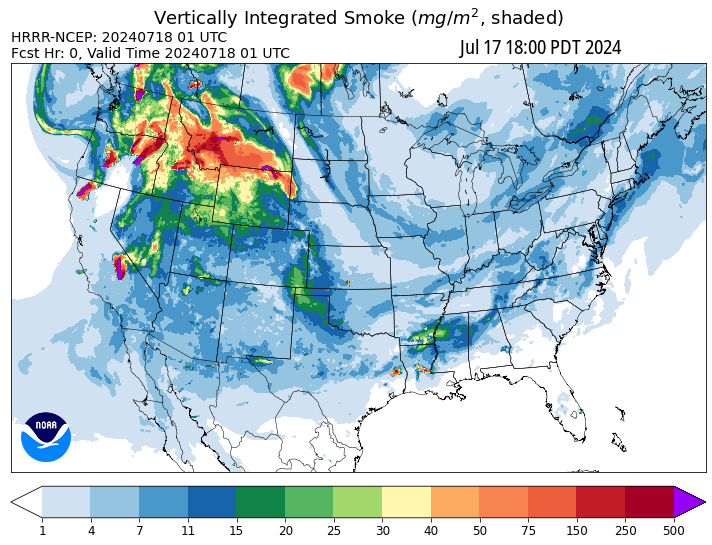 Vertically Integrated Smoke (mg/m², shaded)
HRRR-NCEP: 20240718 01 UTC
Fcst Hr: 0, Valid Time 20240718 01 UTC
Jul 17 18:00 PDT 2024
NOAA
1 4 7 11 15 20 25 30 40 50 75 150 250 500